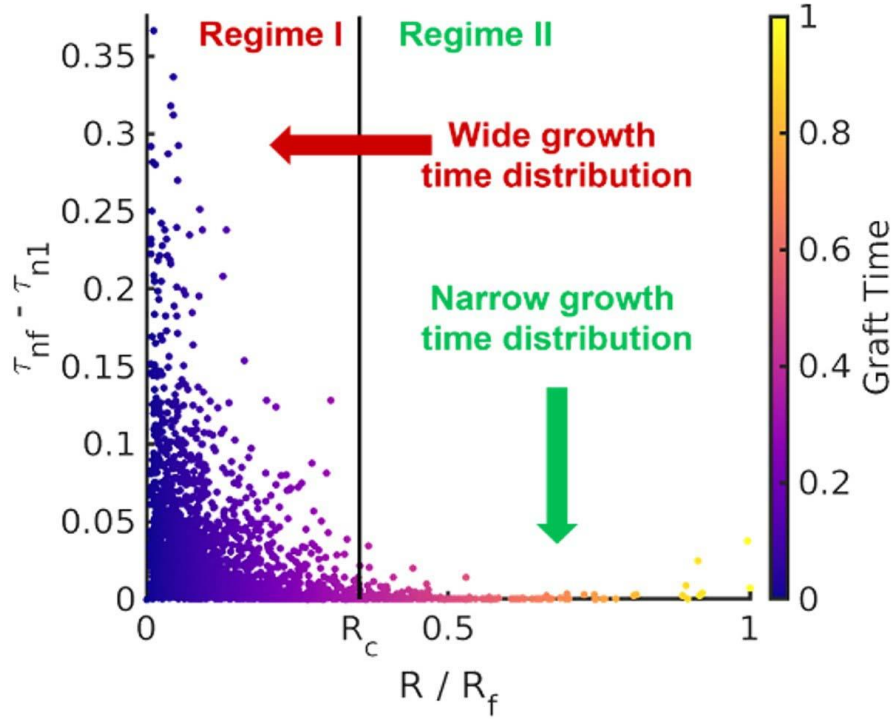 Regime I
Regime II
Wide growth
time distribution
Narrow growth
time distribution
τnf - τn1
0.35
0.3
0.25
0.2
0.15
0.1
0.05
0
0
Rc
0.5
1
R / Rf
1
0.8
0.6
0.4
0.2
0
Graft Time